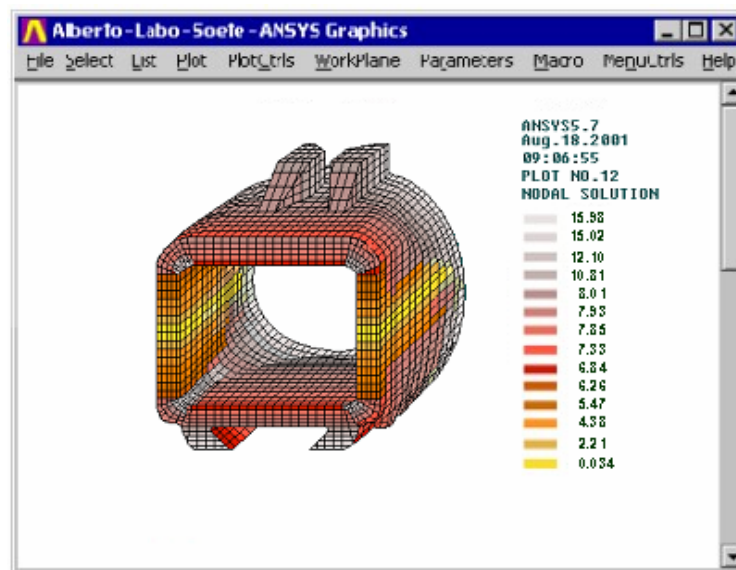 Alberto-Labo-Soete-ANSYS Graphics
File Select List Plot PlotCtrls WorkPlane Parameters Macro MenuCtrls Help
ANSYS5.7
Aug.18.2001
09:06:55
PLOT NO.12
NODAL SOLUTION
15.98
15.02
12.10
10.81
8.01
7.93
7.85
7.33
6.84
6.26
5.47
4.38
2.21
0.034